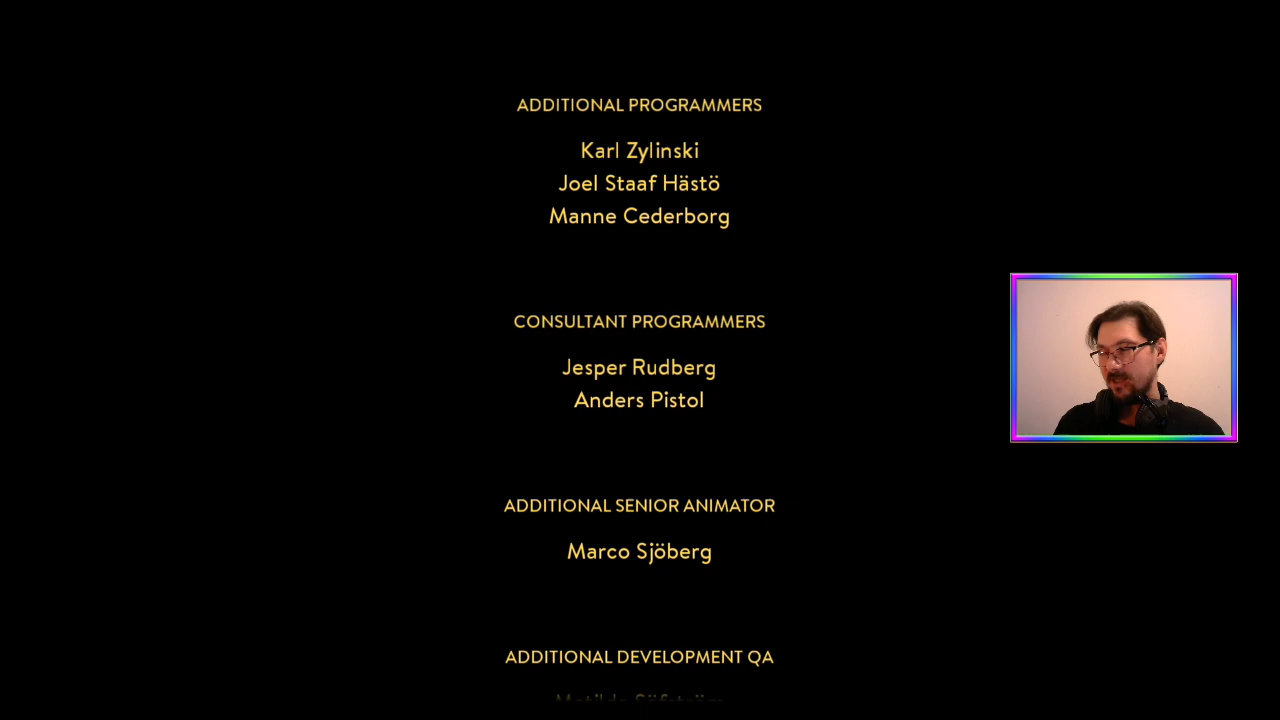 ADDITIONAL PROGRAMMERS
Karl Zylinski
Joel Staaf Hästö
Manne Cederborg
CONSULTANT PROGRAMMERS
Jesper Rudberg
Anders Pistol
ADDITIONAL SENIOR ANIMATOR
Marco Sjöberg
ADDITIONAL DEVELOPMENT QA